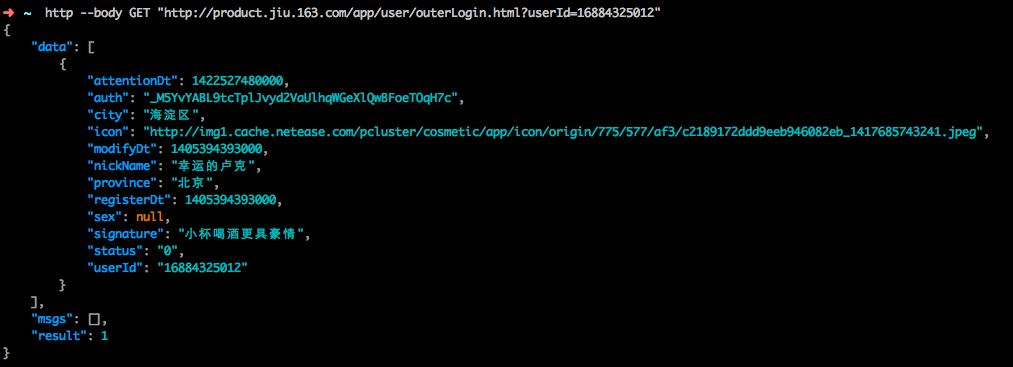 ➜ ~ http --body GET "http://product.jiu.163.com/app/user/outerLogin.html?userId=16884325012"
{
    "data": [
        {
            "attentionDt": 1422527480000,
            "auth": "_M5YvYABL9tcTplJvyd2VaUlhqWGeXlQwBFoeTOqH7c",
            "city": "海淀区",
            "icon": "http://img1.cache.netease.com/pcluster/cosmetic/app/icon/origin/775/577/af3/c2189172ddd9eeb946082eb_1417685743241.jpeg",
            "modifyDt": 1405394393000,
            "nickName": "幸运的卢克",
            "province": "北京",
            "registerDt": 1405394393000,
            "sex": null,
            "signature": "小杯喝酒更具豪情",
            "status": "0",
            "userId": "16884325012"
        }
    ],
    "msgs": [],
    "result": 1
}